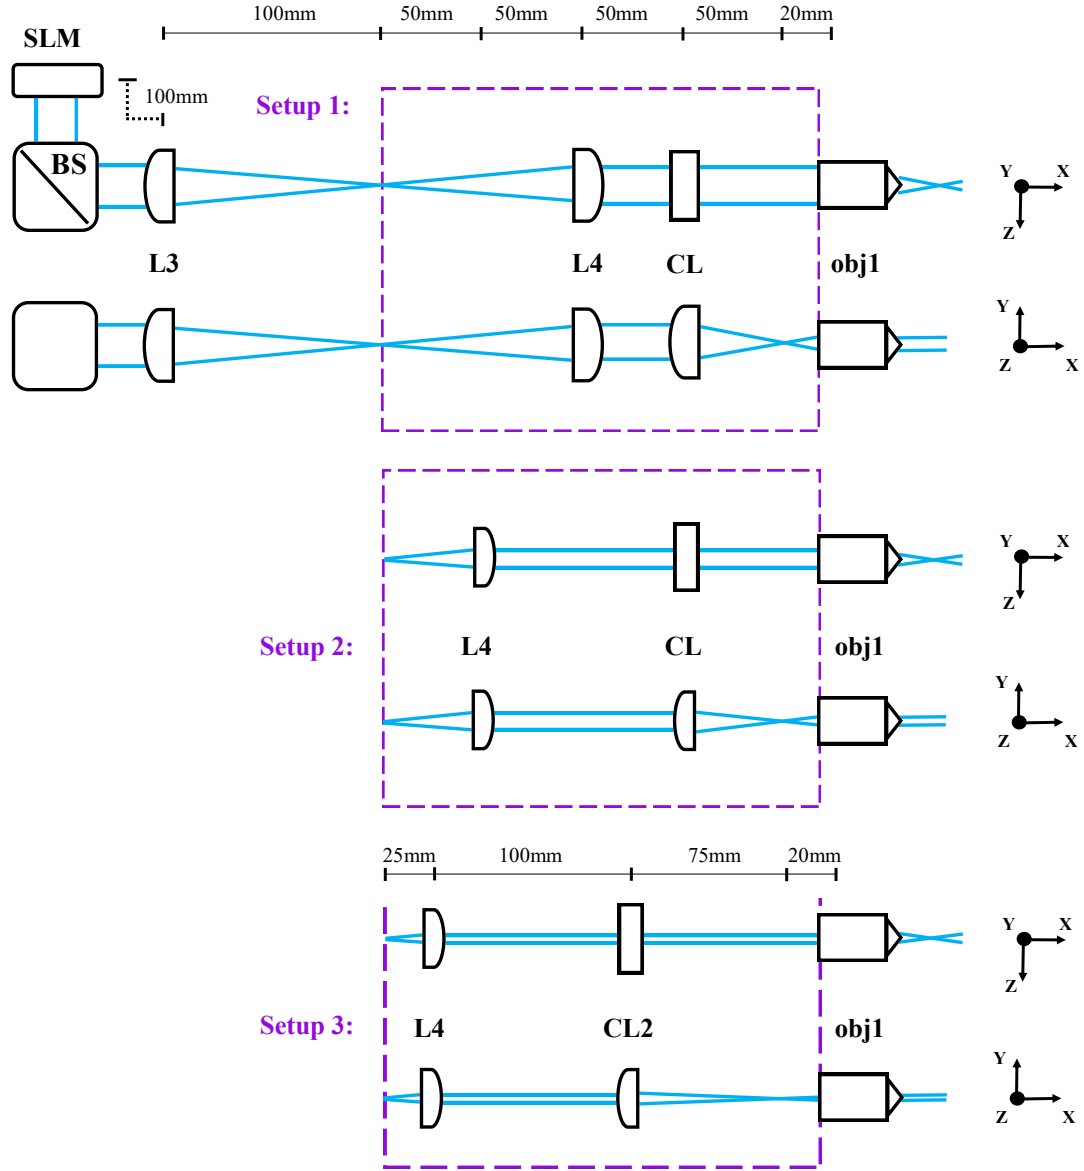 100mm 50mm 50mm 50mm 50mm 20mm
SLM
100mm
Setup 1:
BS
Y X
Z
L3 L4 CL obj1
Y
Z X
Y X
Z
Setup 2: L4 CL obj1
Y
Z X
25mm 100mm 75mm 20mm
Y X
Z
Setup 3: L4 CL2 obj1
Y
Z X